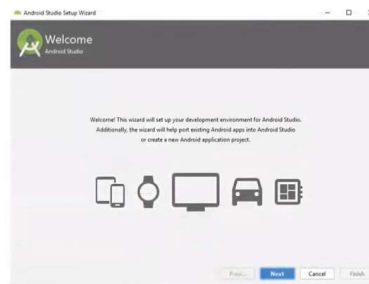 Android Studio Setup Wizard
Welcome
Android Studio
Welcome! This wizard will set up your development environment for Android Studio.
Additionally, the wizard will help port existing Android apps into Android Studio
or create a new Android application project.
Next
Cancel
Finish